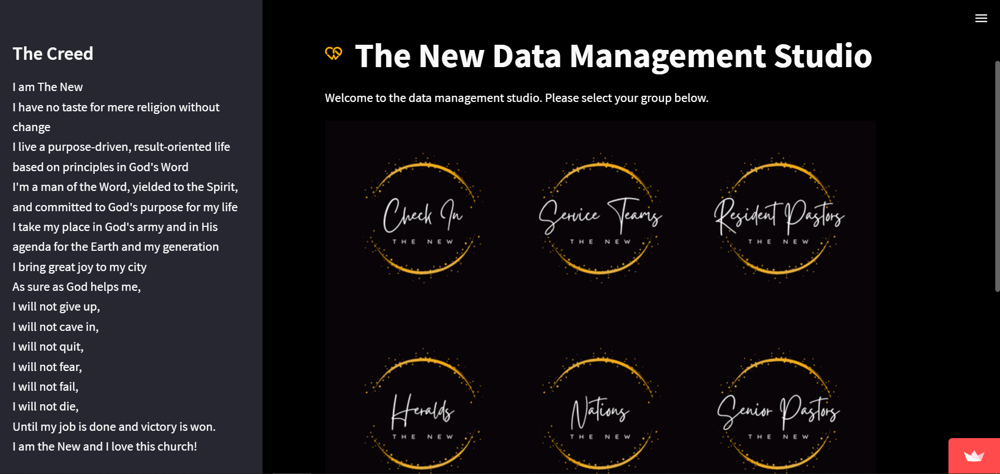 The Creed
I am The New
I have no taste for mere religion without
change
I live a purpose-driven, result-oriented life
based on principles in God's Word
I'm a man of the Word, yielded to the Spirit,
and committed to God's purpose for my life
I take my place in God's army and in His
agenda for the Earth and my generation
I bring great joy to my city
As sure as God helps me,
I will not give up,
I will not cave in,
I will not quit,
I will not fear,
I will not fail,
I will not die,
Until my job is done and victory is won.
I am the New and I love this church!
The New Data Management Studio
Welcome to the data management studio. Please select your group below.
Check In
THE NEW
Service Teams
THE NEW
Resident Pastors
THE NEW
Heralds
THE NEW
Nations
THE NEW
Senior Pastors
THE NEW